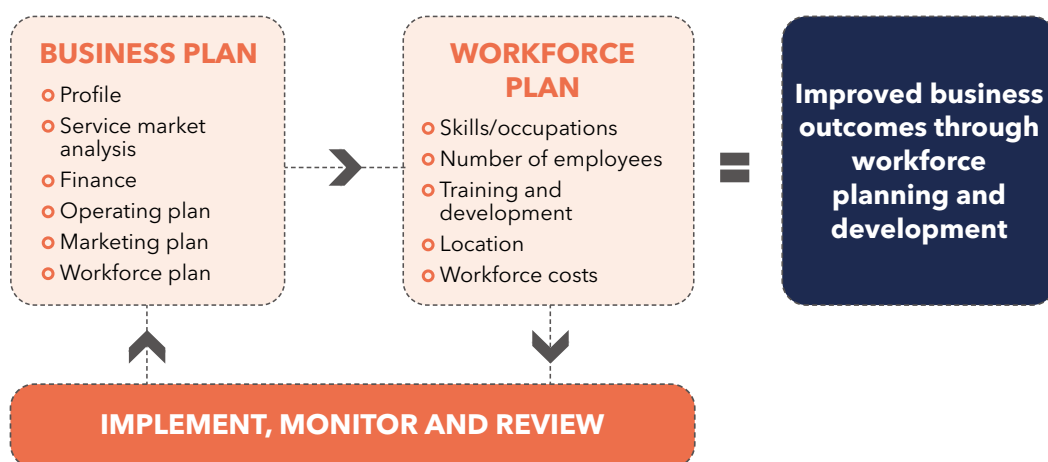 BUSINESS PLAN
Profile
Service market
analysis
Finance
Operating plan
Marketing plan
Workforce plan
WORKFORCE
PLAN
Skills/occupations
Number of employees
Training and
development
Location
Workforce costs
=
Improved business
outcomes through
workforce
planning and
development
IMPLEMENT, MONITOR AND REVIEW